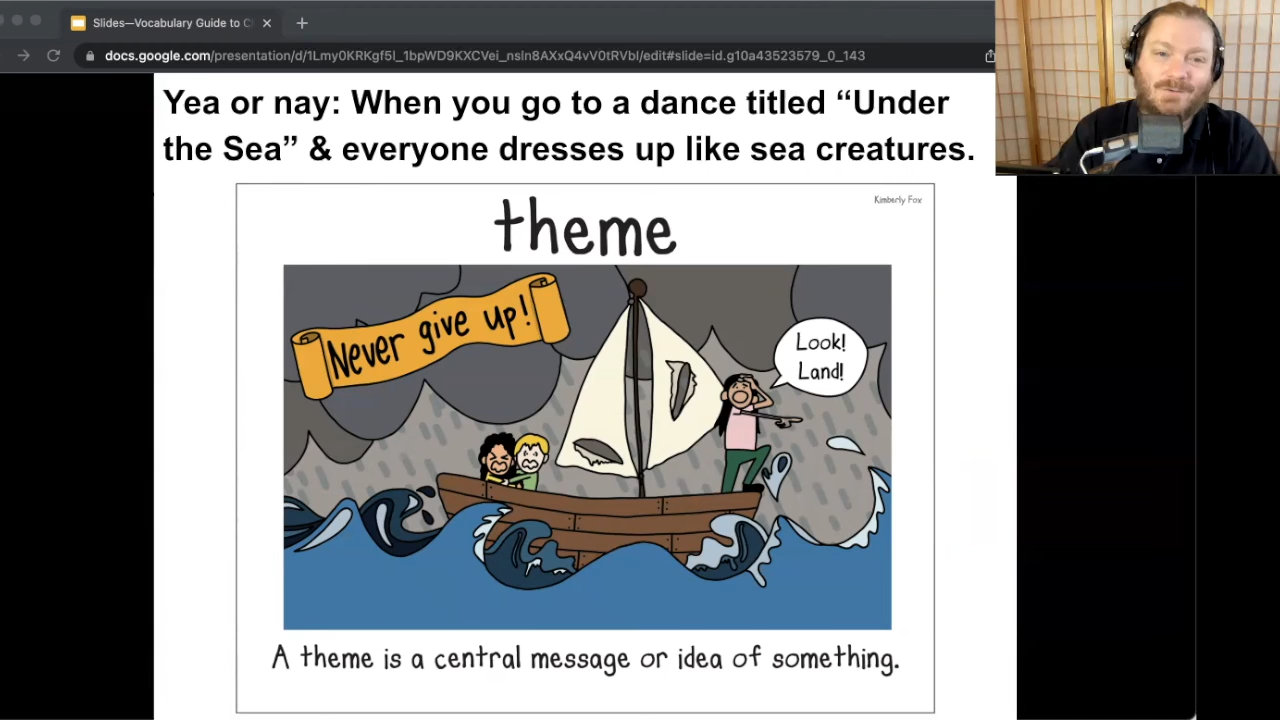 Slides—Vocabulary Guide to C
docs.google.com/presentation/d/1Lmy0KRKgf5I_1bpWD9KXCVei_nsln8AXxQ4vV0tRVbI/edit#slide=id.g10a43523579_0_143
Yea or nay: When you go to a dance titled “Under
the Sea” & everyone dresses up like sea creatures.
Kimberly Fox
theme
Never give up!
Look!
Land!
A theme is a central message or idea of something.